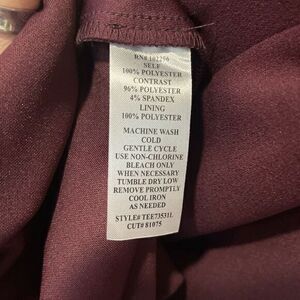 RN# 102256
SELF
100% POLYESTER
CONTRAST
96% POLYESTER
4% SPANDEX
LINING
100% POLYESTER
MACHINE WASH
COLD
GENTLE CYCLE
USE NON-CHLORINE
BLEACH ONLY
WHEN NECESSARY
TUMBLE DRY LOW
REMOVE PROMPTLY
COOL IRON
AS NEEDED
STYLE# TEE73531L
CUT# 81075